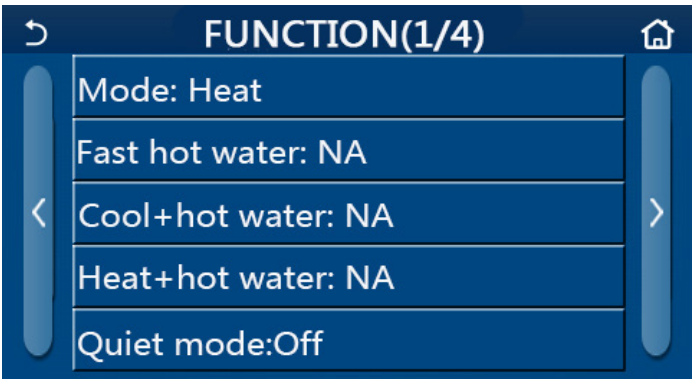 FUNCTION(1/4)
Mode: Heat
Fast hot water: NA
Cool+hot water: NA
Heat+hot water: NA
Quiet mode:Off